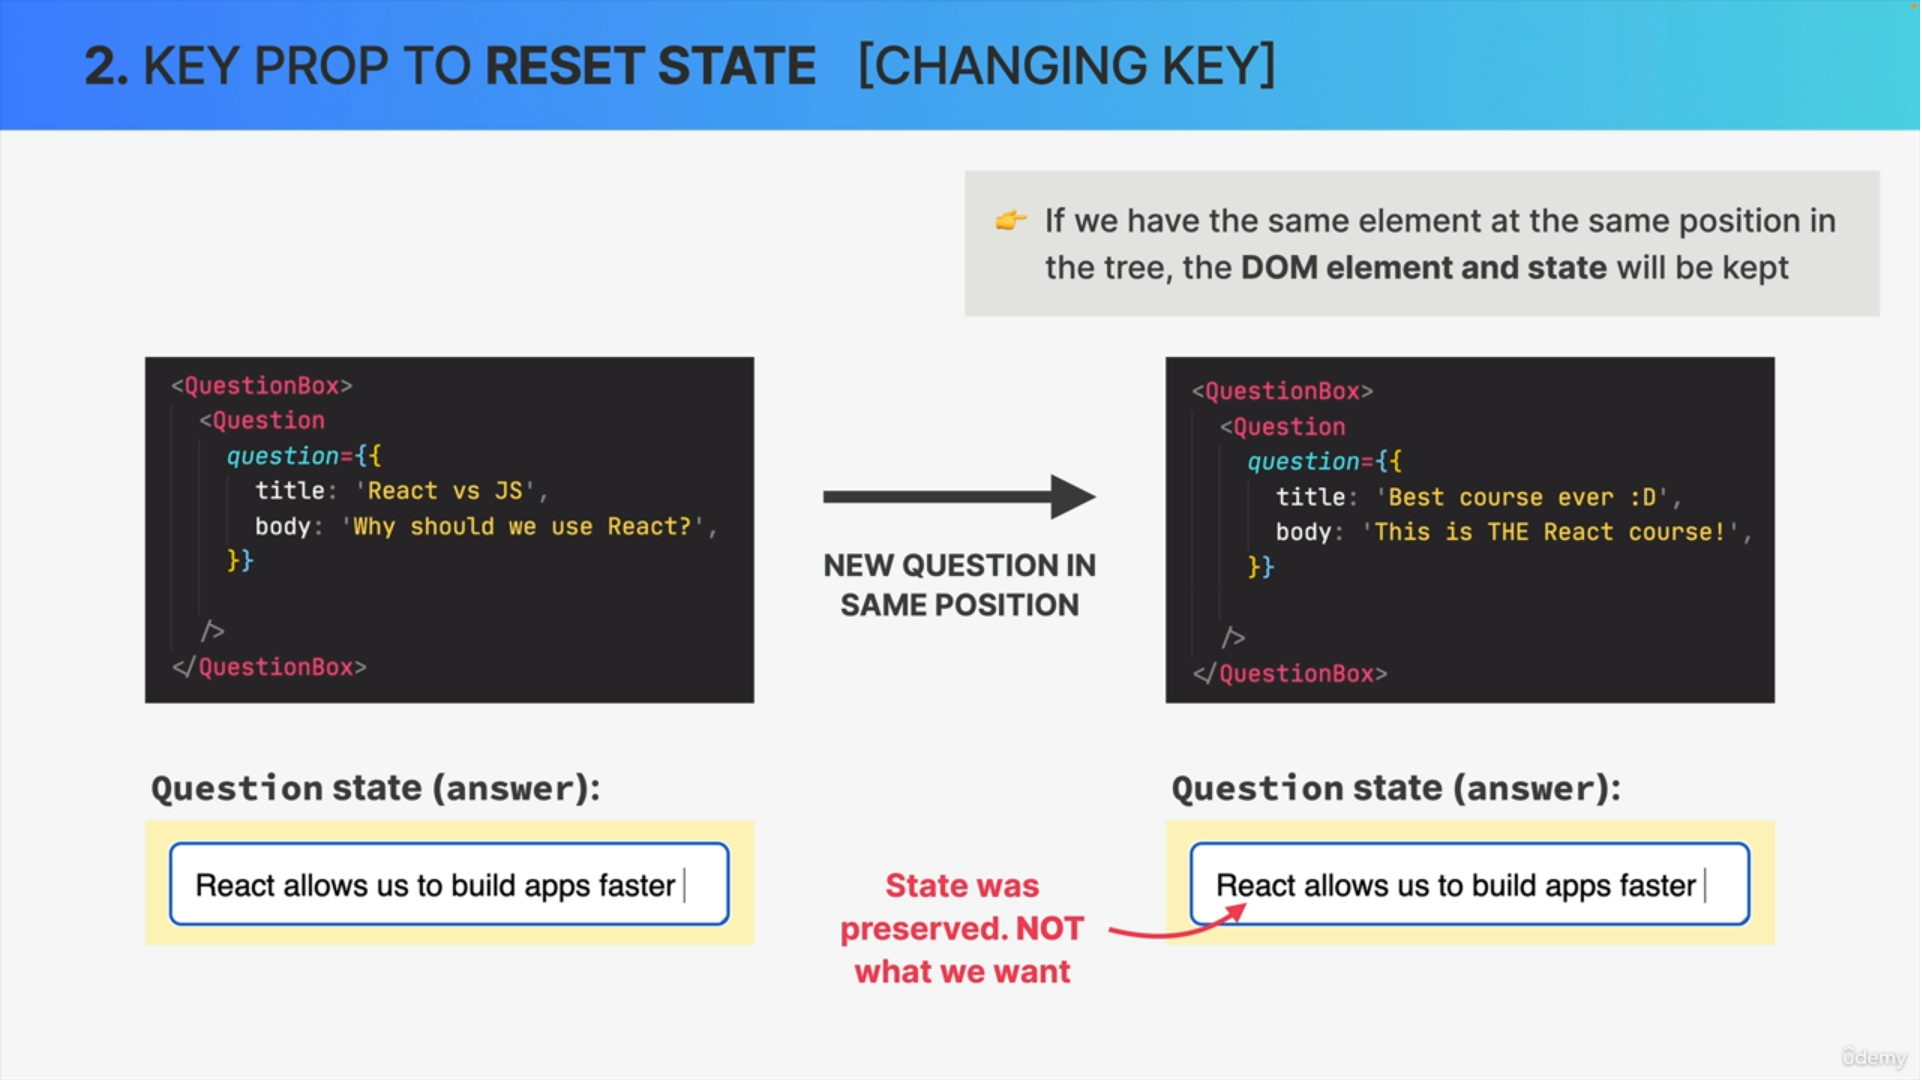 2. KEY PROP TO RESET STATE [CHANGING KEY]
👉 If we have the same element at the same position in
the tree, the DOM element and state will be kept
<QuestionBox>
<Question
question={{
title: 'React vs JS',
body: 'Why should we use React?',
}}
/>
</QuestionBox>
NEW QUESTION IN
SAME POSITION
<QuestionBox>
<Question
question={{
title: 'Best course ever :D',
body: 'This is THE React course!',
}}
/>
</QuestionBox>
Question state (answer):
React allows us to build apps faster
State was
preserved. NOT
what we want
Question state (answer):
React allows us to build apps faster
ûdemy